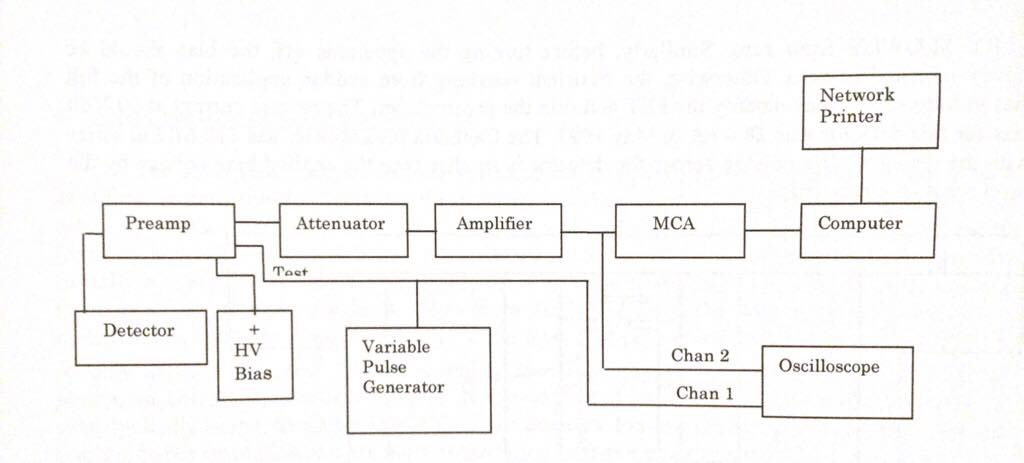 Network
Printer
Preamp
Attenuator
Amplifier
MCA
Computer
Test
Detector
+
HV
Bias
Variable
Pulse
Generator
Chan 2
Chan 1
Oscilloscope